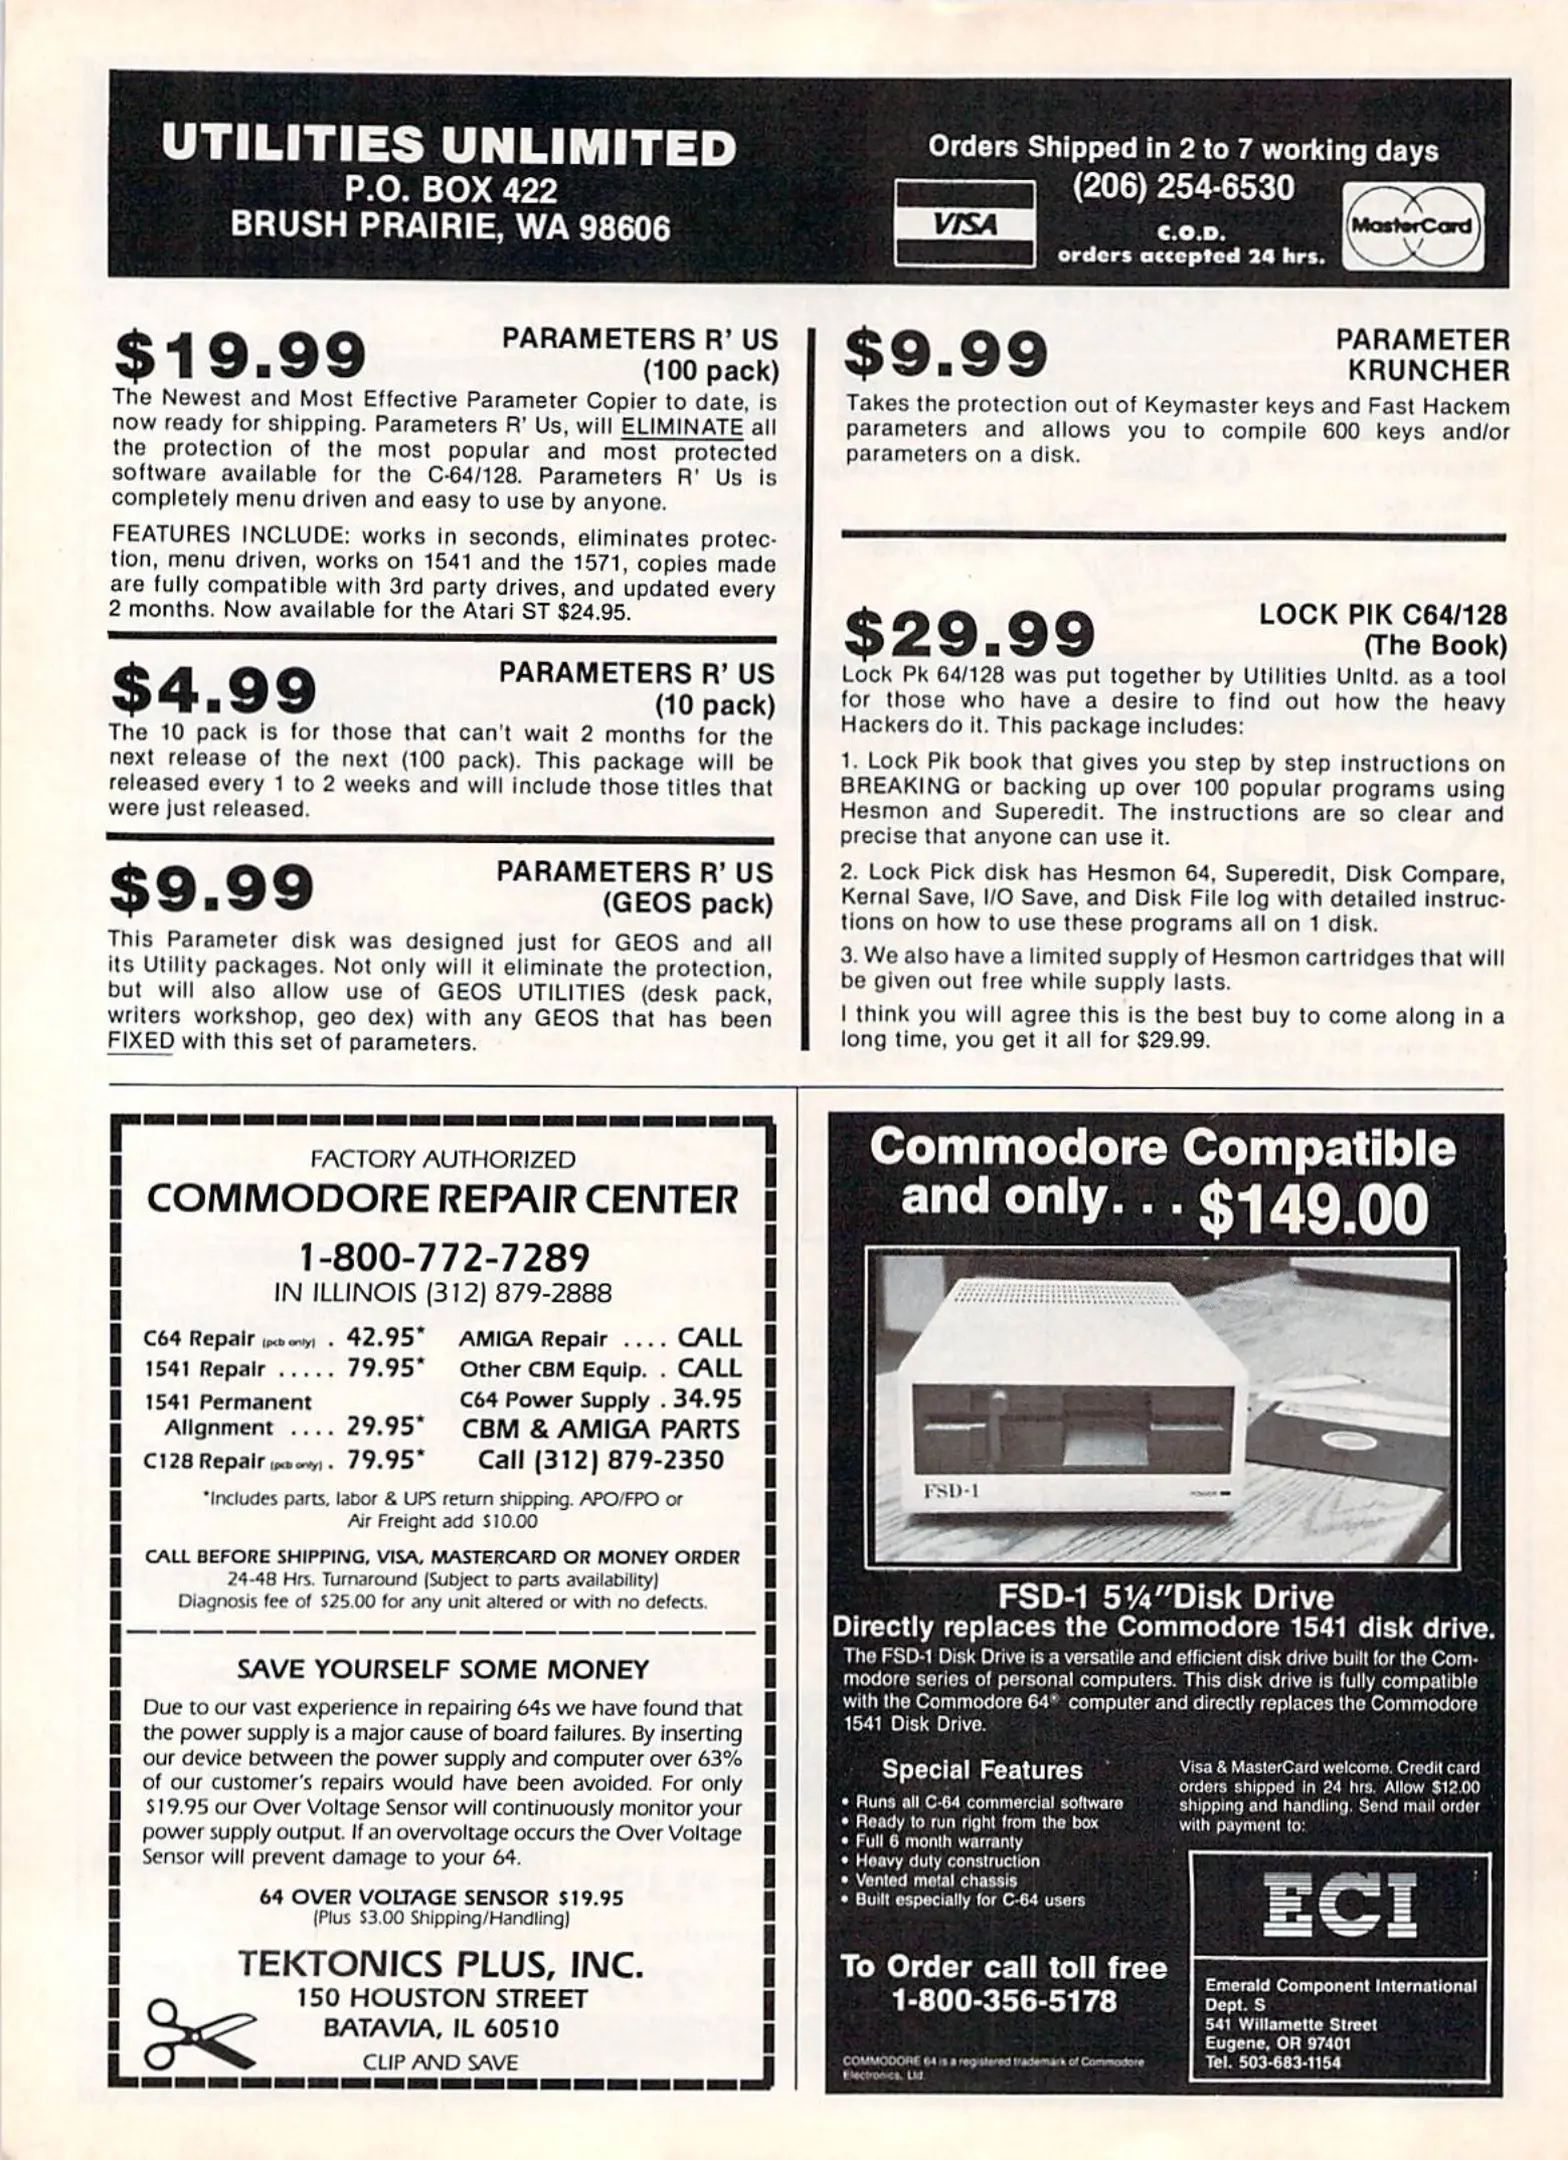 UTILITIES UNLIMITED
P.O. BOX 422
BRUSH PRAIRIE, WA 98606
Orders Shipped in 2 to 7 working days
(206) 254-6530
VISA
C.O.D.
orders accepted 24 hrs.
MasterCard
$19.99
PARAMETERS R' US
(100 pack)
The Newest and Most Effective Parameter Copier to date, is
now ready for shipping. Parameters R' Us, will ELIMINATE all
the protection of the most popular and most protected
software available for the C-64/128. Parameters R' Us is
completely menu driven and easy to use by anyone.
FEATURES INCLUDE: works in seconds, eliminates protec-
tion, menu driven, works on 1541 and the 1571, copies made
are fully compatible with 3rd party drives, and updated every
2 months. Now available for the Atari ST $24.95.
$4.99
PARAMETERS R' US
(10 pack)
The 10 pack is for those that can't wait 2 months for the
next release of the next (100 pack). This package will be
released every 1 to 2 weeks and will include those titles that
were just released.
$9.99
PARAMETERS R' US
(GEOS pack)
This Parameter disk was designed just for GEOS and all
its Utility packages. Not only will it eliminate the protection,
but will also allow use of GEOS UTILITIES (desk pack,
writers workshop, geo dex) with any GEOS that has been
FIXED with this set of parameters.
$9.99
PARAMETER
KRUNCHER
Takes the protection out of Keymaster keys and Fast Hackem
parameters and allows you to compile 600 keys and/or
parameters on a disk.
$29.99
LOCK PIK C64/128
(The Book)
Lock Pk 64/128 was put together by Utilities Unltd. as a tool
for those who have a desire to find out how the heavy
Hackers do it. This package includes:
1. Lock Pik book that gives you step by step instructions on
BREAKING or backing up over 100 popular programs using
Hesmon and Superedit. The instructions are so clear and
precise that anyone can use it.
2. Lock Pick disk has Hesmon 64, Superedit, Disk Compare,
Kernal Save, I/O Save, and Disk File log with detailed instruc-
tions on how to use these programs all on 1 disk.
3. We also have a limited supply of Hesmon cartridges that will
be given out free while supply lasts.
I think you will agree this is the best buy to come along in a
long time, you get it all for $29.99.
FACTORY AUTHORIZED
COMMODORE REPAIR CENTER
1-800-772-7289
IN ILLINOIS (312) 879-2888
C64 Repair (pcb only) . 42.95*
1541 Repair ..... 79.95*
1541 Permanent
Alignment .... 29.95*
C128 Repair (pcb only) . 79.95*
AMIGA Repair .... CALL
Other CBM Equip. . CALL
C64 Power Supply . 34.95
CBM & AMIGA PARTS
Call (312) 879-2350
*Includes parts, labor & UPS return shipping. APO/FPO or
Air Freight add $10.00
CALL BEFORE SHIPPING, VISA, MASTERCARD OR MONEY ORDER
24-48 Hrs. Turnaround (Subject to parts availability)
Diagnosis fee of $25.00 for any unit altered or with no defects.
SAVE YOURSELF SOME MONEY
Due to our vast experience in repairing 64s we have found that
the power supply is a major cause of board failures. By inserting
our device between the power supply and computer over 63%
of our customer's repairs would have been avoided. For only
$19.95 our Over Voltage Sensor will continuously monitor your
power supply output. If an overvoltage occurs the Over Voltage
Sensor will prevent damage to your 64.
64 OVER VOLTAGE SENSOR $19.95
(Plus $3.00 Shipping/Handling)
TEKTONICS PLUS, INC.
150 HOUSTON STREET
BATAVIA, IL 60510
CLIP AND SAVE
Commodore Compatible
and only. . . $149.00
FSD-1
POWER
FSD-1 5¼"Disk Drive
Directly replaces the Commodore 1541 disk drive.
The FSD-1 Disk Drive is a versatile and efficient disk drive built for the Com-
modore series of personal computers. This disk drive is fully compatible
with the Commodore 64® computer and directly replaces the Commodore
1541 Disk Drive.
Special Features
• Runs all C-64 commercial software
• Ready to run right from the box
• Full 6 month warranty
• Heavy duty construction
• Vented metal chassis
• Built especially for C-64 users
Visa & MasterCard welcome. Credit card
orders shipped in 24 hrs. Allow $12.00
shipping and handling. Send mail order
with payment to:
To Order call toll free
1-800-356-5178
COMMODORE 64 is a registered trademark of Commodore
Electronics, Ltd.
ECI
Emerald Component International
Dept. S
541 Willamette Street
Eugene, OR 97401
Tel. 503-683-1154